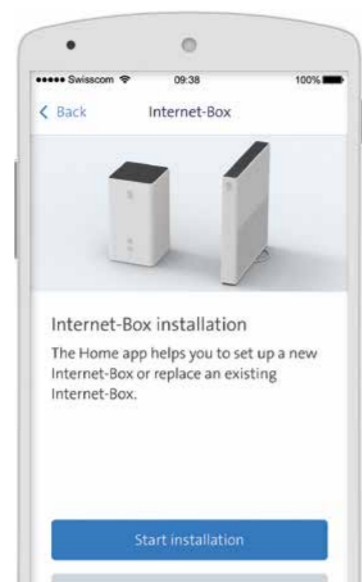 Swisscom 09:38 100%
Back Internet-Box
Internet-Box installation
The Home app helps you to set up a new
Internet-Box or replace an existing
Internet-Box.
Start installation